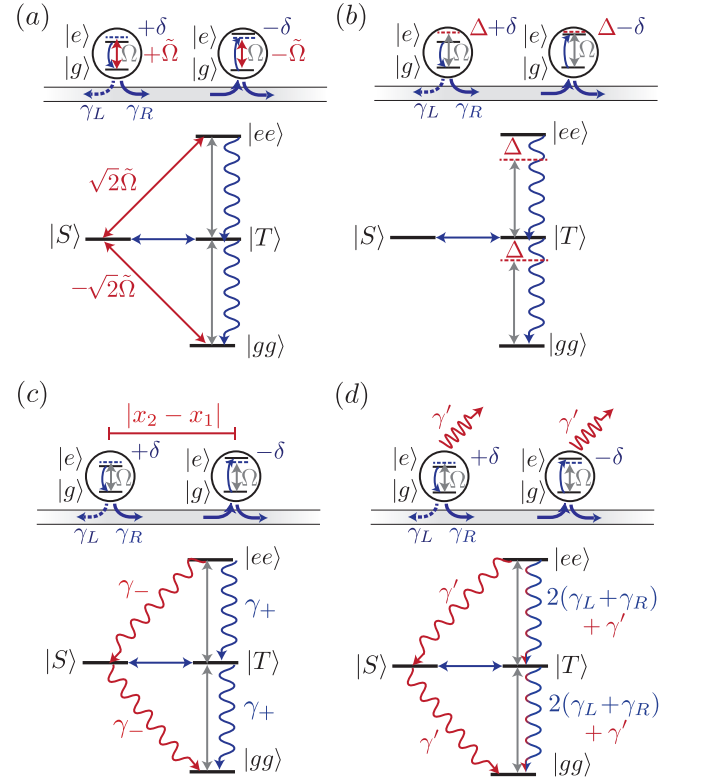 (a)
|e⟩ +δ
+Ω̃ Ω
|g⟩
|e⟩ -δ
Ω -Ω̃
|g⟩
γL γR
|ee⟩
√2Ω̃
|S⟩ |T⟩
-√2Ω̃
|gg⟩
(b)
|e⟩ Δ+δ
Ω
|g⟩
|e⟩ Δ-δ
Ω
|g⟩
γL γR
|ee⟩
Δ
|S⟩ |T⟩
Δ
|gg⟩
(c)
|x₂ − x₁|
|e⟩ +δ
Ω
|g⟩
|e⟩ -δ
Ω
|g⟩
γL γR
|ee⟩
γ₋ γ₊
|S⟩ |T⟩
γ₋ γ₊
|gg⟩
(d)
γ′ γ′
|e⟩ +δ
Ω
|g⟩
|e⟩ -δ
Ω
|g⟩
γL γR
|ee⟩
γ′ 2(γL+γR)
+ γ′
|S⟩ |T⟩
γ′ 2(γL+γR)
+ γ′
|gg⟩